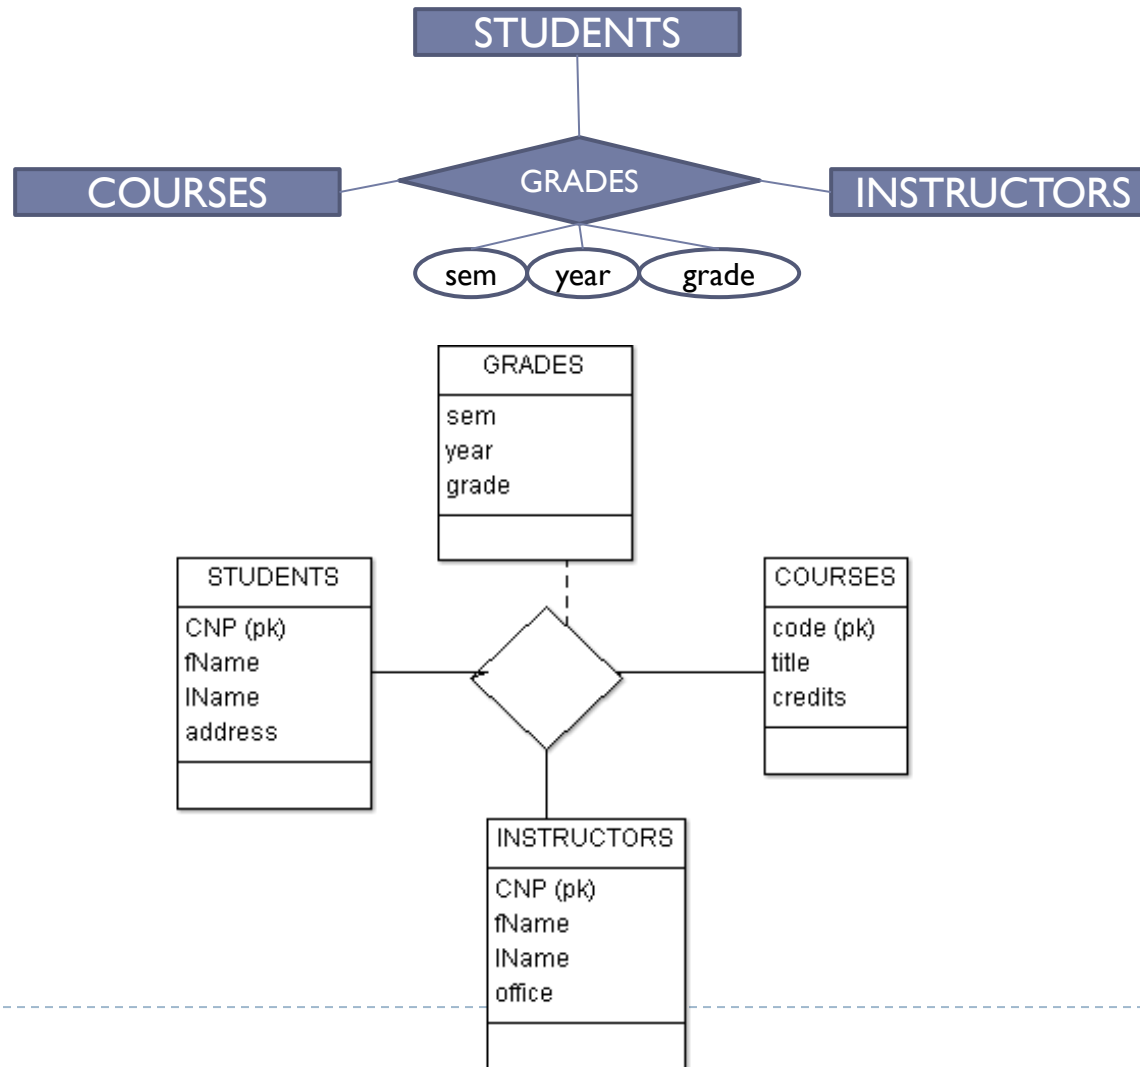 STUDENTS
COURSES
GRADES
INSTRUCTORS
sem
year
grade
GRADES
sem
year
grade
STUDENTS
CNP (pk)
fName
lName
address
COURSES
code (pk)
title
credits
INSTRUCTORS
CNP (pk)
fName
lName
office